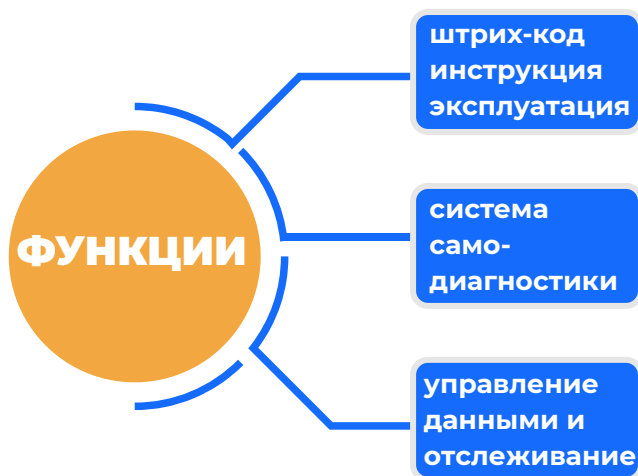 ФУНКЦИИ
штрих-код
инструкция
эксплуатация
система
само-
диагностики
управление
данными и
отслеживание